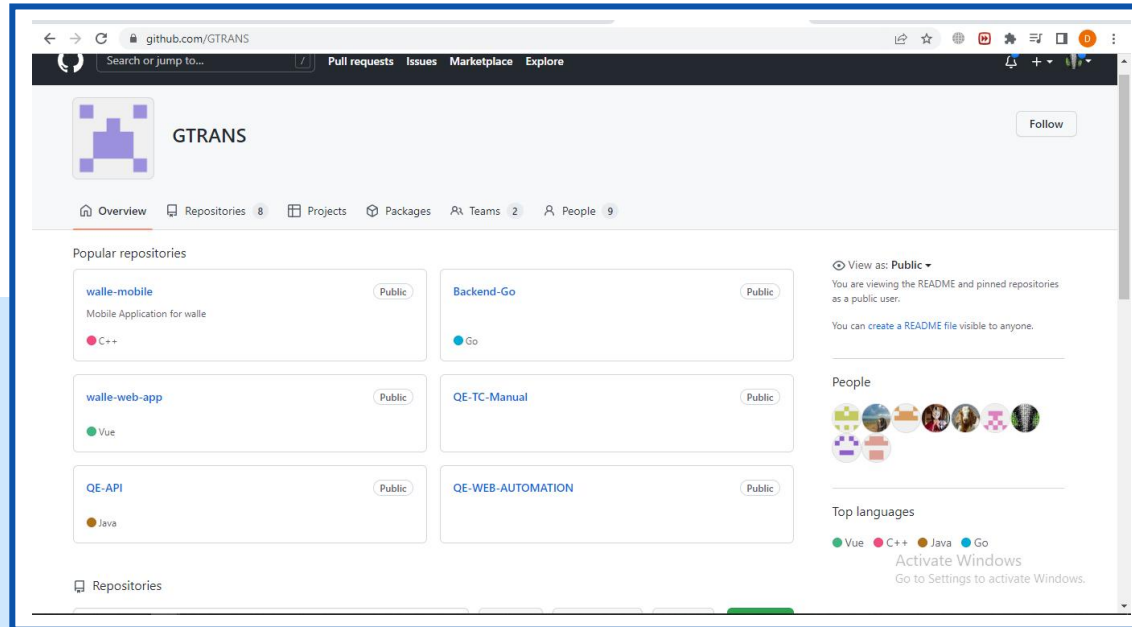 github.com/GTRANS
D
Search or jump to... / Pull requests Issues Marketplace Explore
GTRANS
Follow
Overview Repositories 8 Projects Packages Teams 2 People 9
Popular repositories
walle-mobile Public
Mobile Application for walle
C++
Backend-Go Public
Go
walle-web-app Public
Vue
QE-TC-Manual Public
QE-API Public
Java
QE-WEB-AUTOMATION Public
Repositories
View as: Public
You are viewing the README and pinned repositories
as a public user.
You can create a README file visible to anyone.
People
Top languages
Vue C++ Java Go
Activate Windows
Go to Settings to activate Windows.